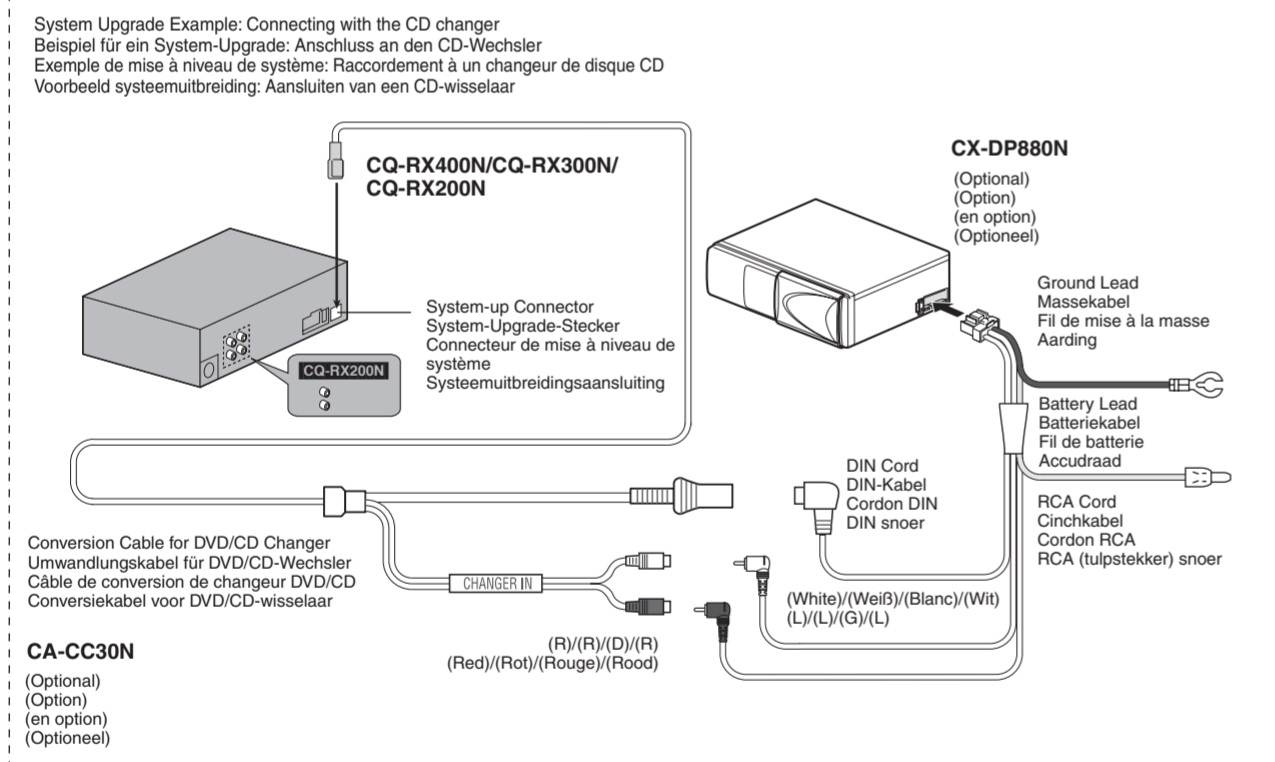 System Upgrade Example: Connecting with the CD changer
Beispiel für ein System-Upgrade: Anschluss an den CD-Wechsler
Exemple de mise à niveau de système: Raccordement à un changeur de disque CD
Voorbeeld systeemuitbreiding: Aansluiten van een CD-wisselaar
CQ-RX400N/CQ-RX300N/
CQ-RX200N
CX-DP880N
(Optional)
(Option)
(en option)
(Optioneel)
System-up Connector
System-Upgrade-Stecker
Connecteur de mise à niveau de
système
Systeemuitbreidingsaansluiting
CQ-RX200N
Ground Lead
Massekabel
Fil de mise à la masse
Aarding
Battery Lead
Batteriekabel
Fil de batterie
Accudraad
DIN Cord
DIN-Kabel
Cordon DIN
DIN snoer
RCA Cord
Cinchkabel
Cordon RCA
RCA (tulpstekker) snoer
Conversion Cable for DVD/CD Changer
Umwandlungskabel für DVD/CD-Wechsler
Câble de conversion de changeur DVD/CD
Conversiekabel voor DVD/CD-wisselaar
CHANGER IN
(White)/(Weiß)/(Blanc)/(Wit)
(L)/(L)/(G)/(L)
(R)/(R)/(D)/(R)
(Red)/(Rot)/(Rouge)/(Rood)
CA-CC30N
(Optional)
(Option)
(en option)
(Optioneel)